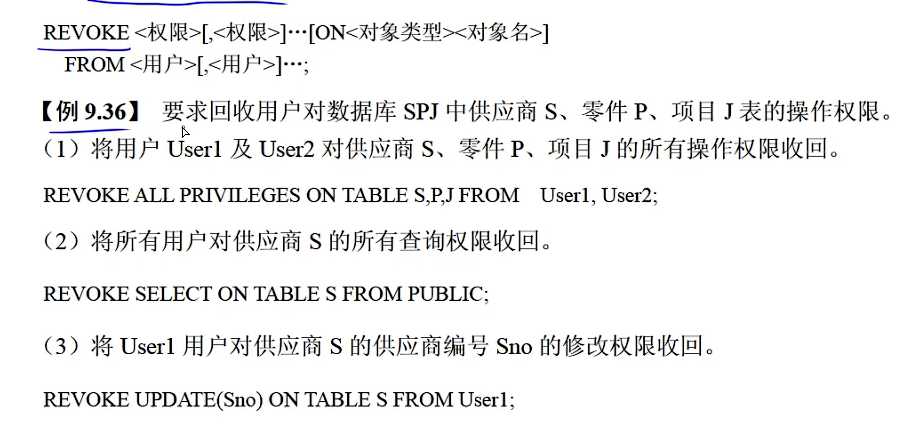 REVOKE <权限>[,<权限>]…[ON<对象类型><对象名>]
FROM <用户>[,<用户>]…;
【例 9.36】 要求回收用户对数据库 SPJ 中供应商 S、零件 P、项目 J 表的操作权限。
（1）将用户 User1 及 User2 对供应商 S、零件 P、项目 J 的所有操作权限收回。
REVOKE ALL PRIVILEGES ON TABLE S,P,J FROM User1, User2;
（2）将所有用户对供应商 S 的所有查询权限收回。
REVOKE SELECT ON TABLE S FROM PUBLIC;
（3）将 User1 用户对供应商 S 的供应商编号 Sno 的修改权限收回。
REVOKE UPDATE(Sno) ON TABLE S FROM User1;